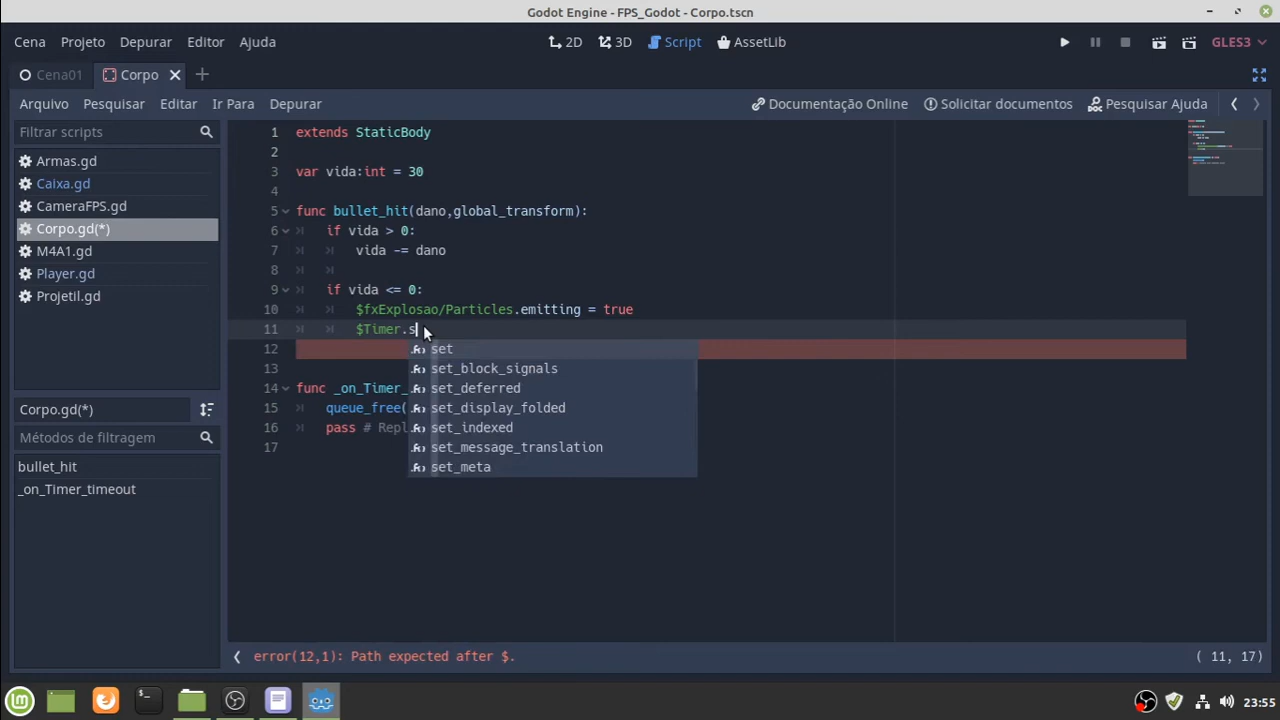 Godot Engine - FPS_Godot - Corpo.tscn
Cena Projeto Depurar Editor Ajuda 2D 3D Script AssetLib GLES3
Cena01 Corpo
Arquivo Pesquisar Editar Ir Para Depurar Documentação Online Solicitar documentos Pesquisar Ajuda
Filtrar scripts
Armas.gd
Caixa.gd
CameraFPS.gd
Corpo.gd(*)
M4A1.gd
Player.gd
Projetil.gd
Corpo.gd(*)
Métodos de filtragem
bullet_hit
_on_Timer_timeout
1 extends StaticBody
2
3 var vida:int = 30
4
5 func bullet_hit(dano,global_transform):
6 if vida > 0:
7 vida -= dano
8
9 if vida <= 0:
10 $fxExplosao/Particles.emitting = true
11 $Timer.s
12
13
14 func _on_Timer_
15 queue_free(
16 pass # Repl
17
set
set_block_signals
set_deferred
set_display_folded
set_indexed
set_message_translation
set_meta
error(12,1): Path expected after $. ( 11, 17)
23:55